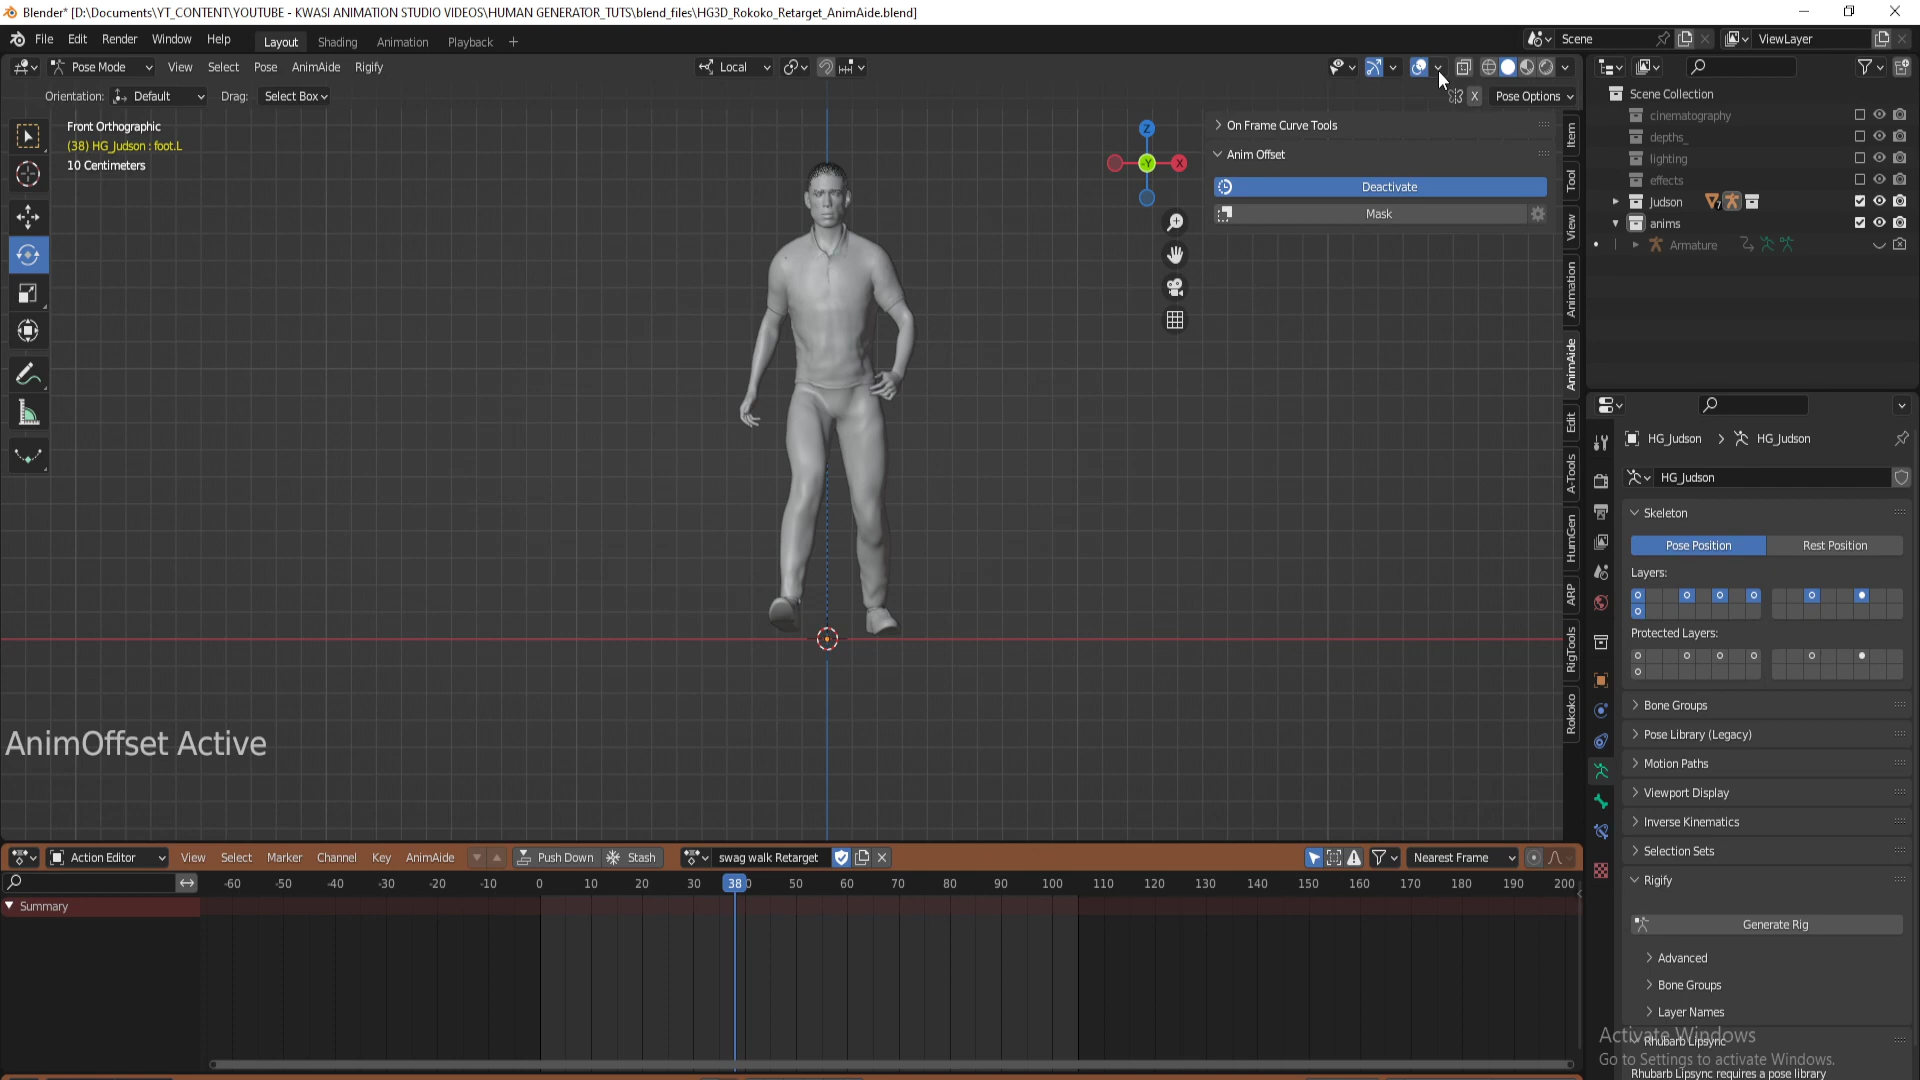 Blender* [D:\Documents\YT_CONTENT\YOUTUBE - KWASI ANIMATION STUDIO VIDEOS\HUMAN GENERATOR_TUTS\blend_files\HG3D_Rokoko_Retarget_AnimAide.blend]
File Edit Render Window Help Layout Shading Animation Playback + Scene ViewLayer
Pose Mode View Select Pose AnimAide Rigify Local
Orientation: Default Drag: Select Box X Pose Options
Front Orthographic
(38) HG_Judson : foot.L
10 Centimeters
Z
-Y
X
On Frame Curve Tools
Anim Offset
Deactivate
Mask
Item
Tool
View
Animation
AnimAide
Edit
A-Tools
HumGen
ARP
RigTools
Rokoko
Scene Collection
cinematography
depths_
lighting
effects
Judson 7
anims
Armature
HG_Judson > HG_Judson
HG_Judson
Skeleton
Pose Position Rest Position
Layers:
Protected Layers:
Bone Groups
Pose Library (Legacy)
Motion Paths
Viewport Display
Inverse Kinematics
Selection Sets
Rigify
Generate Rig
Advanced
Bone Groups
Layer Names
Rhubarb Lipsync
Rhubarb Lipsync requires a pose library
Activate Windows
Go to Settings to activate Windows.
AnimOffset Active
Action Editor View Select Marker Channel Key AnimAide Push Down Stash swag walk Retarget Nearest Frame
-60 -50 -40 -30 -20 -10 0 10 20 30 38 50 60 70 80 90 100 110 120 130 140 150 160 170 180 190 200
Summary